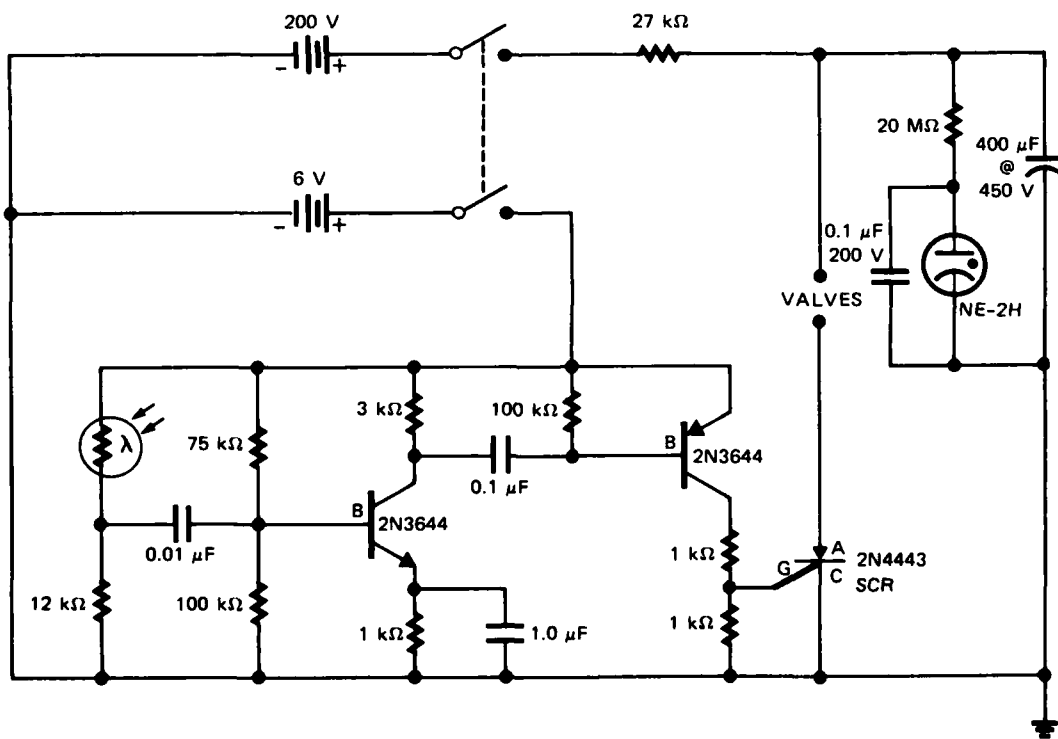 200 V
27 kΩ
- +
20 MΩ
400 μF
@
450 V
6 V
- +
0.1 μF
200 V
VALVES
NE-2H
3 kΩ
100 kΩ
λ
75 kΩ
B
2N3644
0.1 μF
B
2N3644
0.01 μF
1 kΩ
A
G
C
2N4443
SCR
12 kΩ
100 kΩ
1 kΩ
1.0 μF
1 kΩ